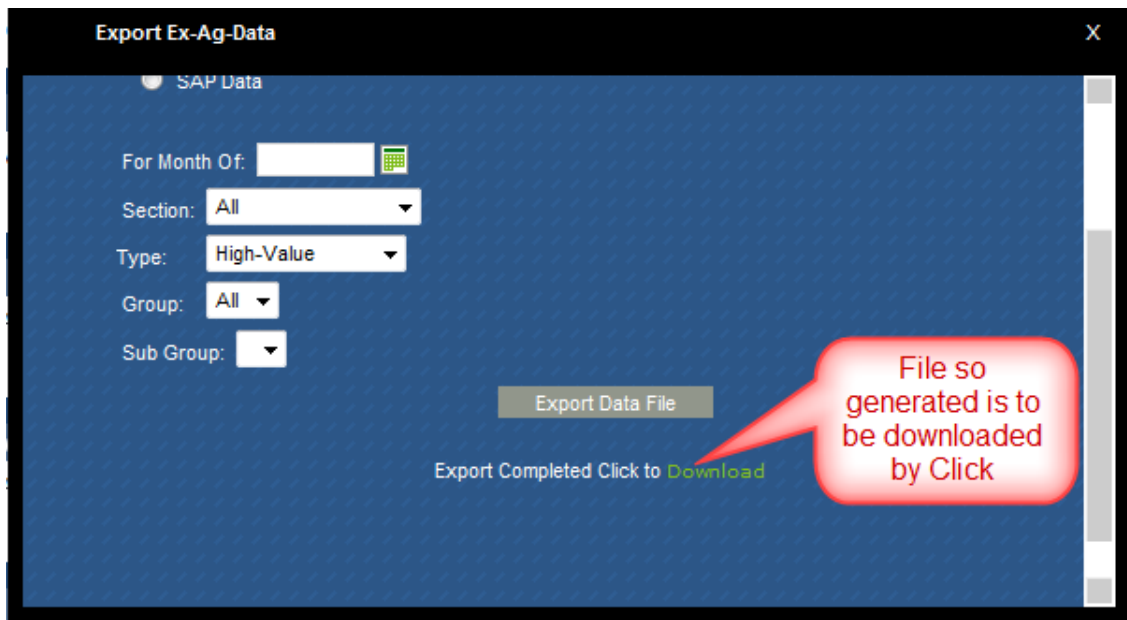 Export Ex-Ag-Data X
SAP Data
For Month Of:
Section: All
Type: High-Value
Group: All
Sub Group:
Export Data File
Export Completed Click to Download
File so
generated is to
be downloaded
by Click